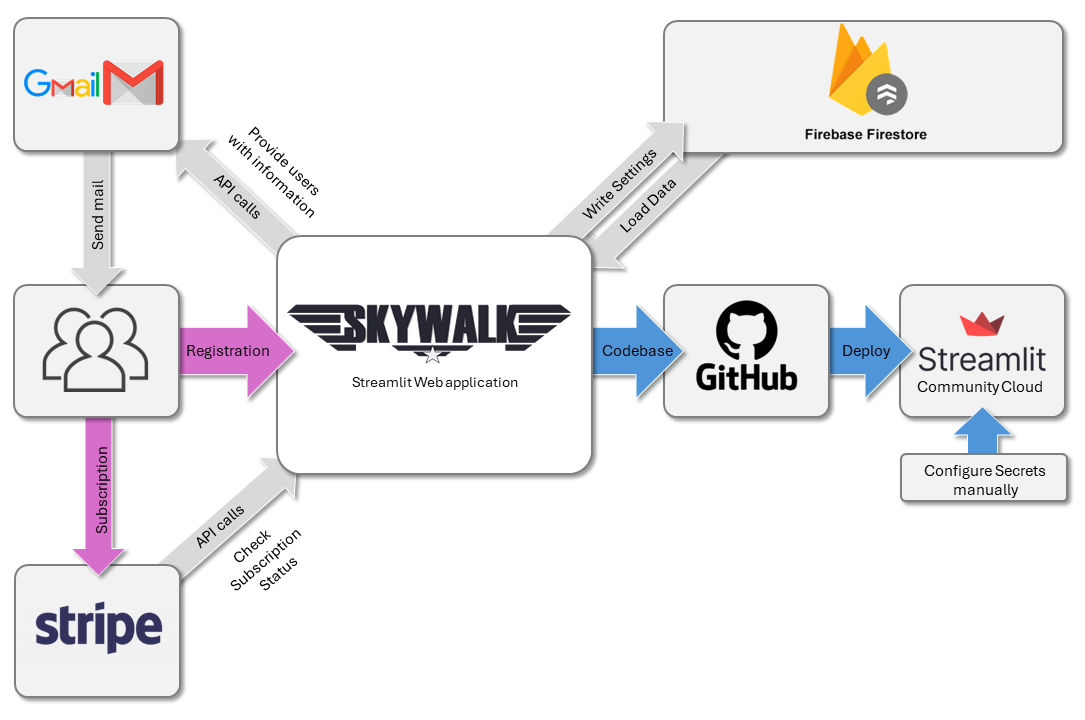 Gmail
Firebase Firestore
Provide users
with information
API calls
Write Settings
Load Data
Send mail
SKYWALK
Streamlit Web application
Registration
Codebase
GitHub
Deploy
Streamlit
Community Cloud
Configure Secrets
manually
Subscription
API calls
Check
Subscription
Status
stripe